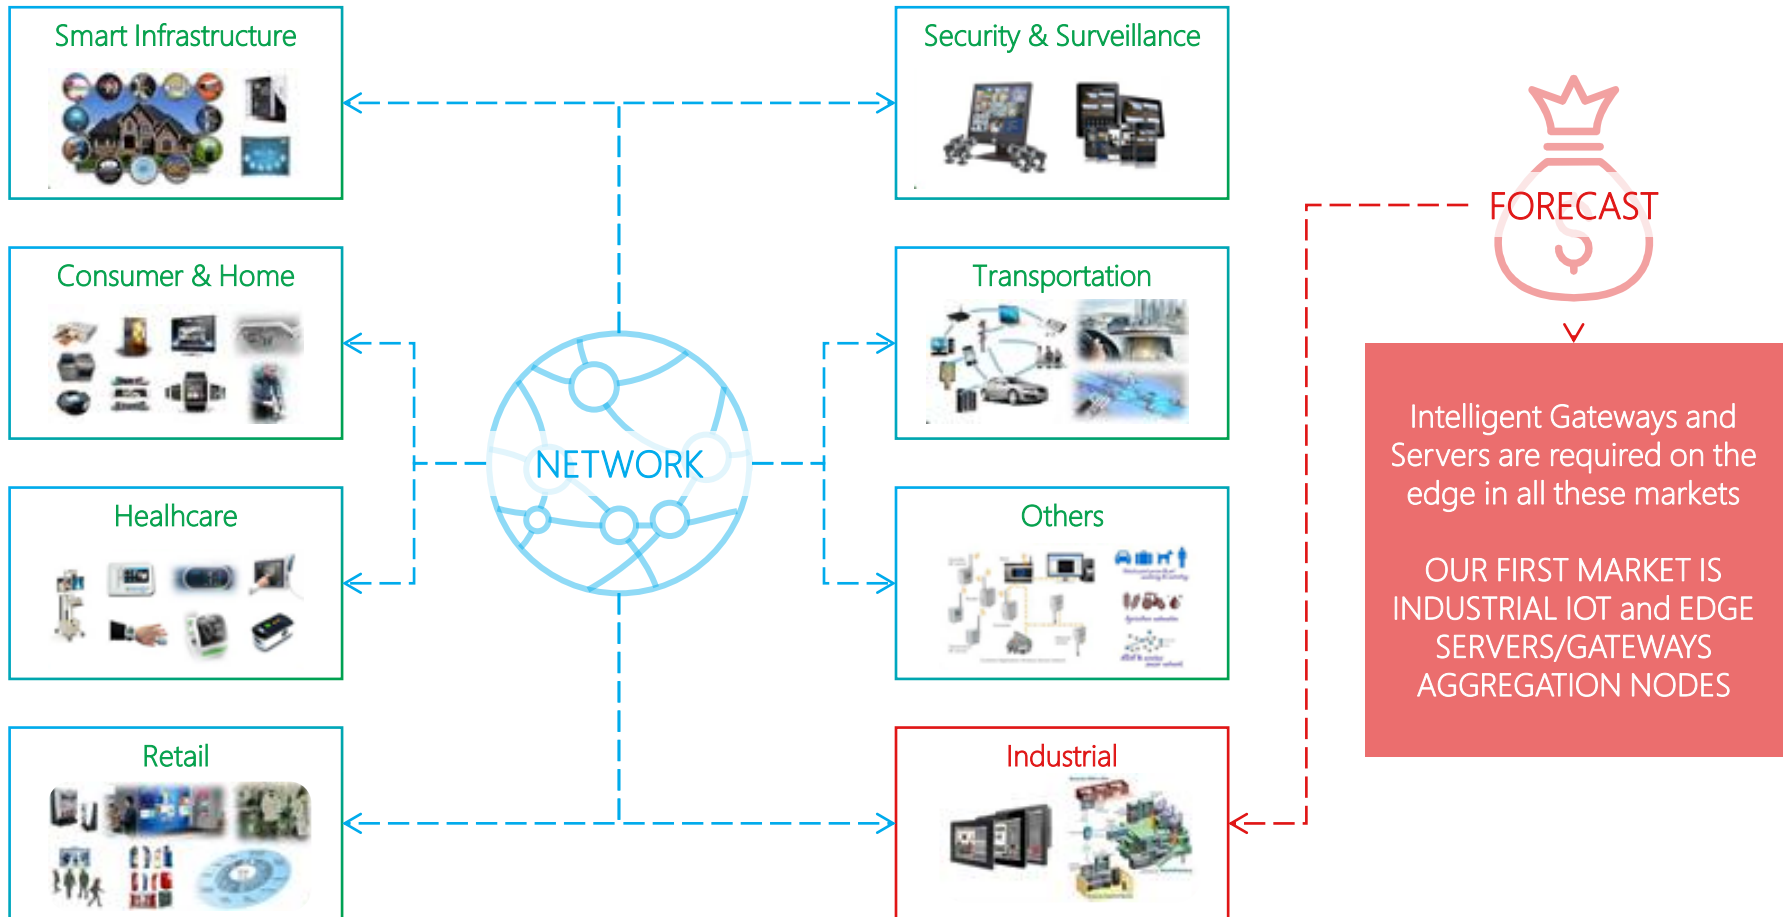 Smart Infrastructure
Security & Surveillance
FORECAST
Consumer & Home
Transportation
NETWORK
Healhcare
Others
Retail
Industrial
Intelligent Gateways and
Servers are required on the
edge in all these markets
OUR FIRST MARKET IS
INDUSTRIAL IOT and EDGE
SERVERS/GATEWAYS
AGGREGATION NODES